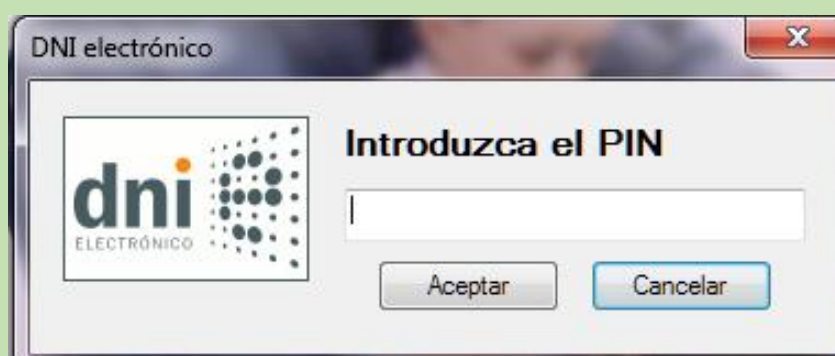 DNI electrónico
dni
ELECTRÓNICO
Introduzca el PIN
Aceptar
Cancelar